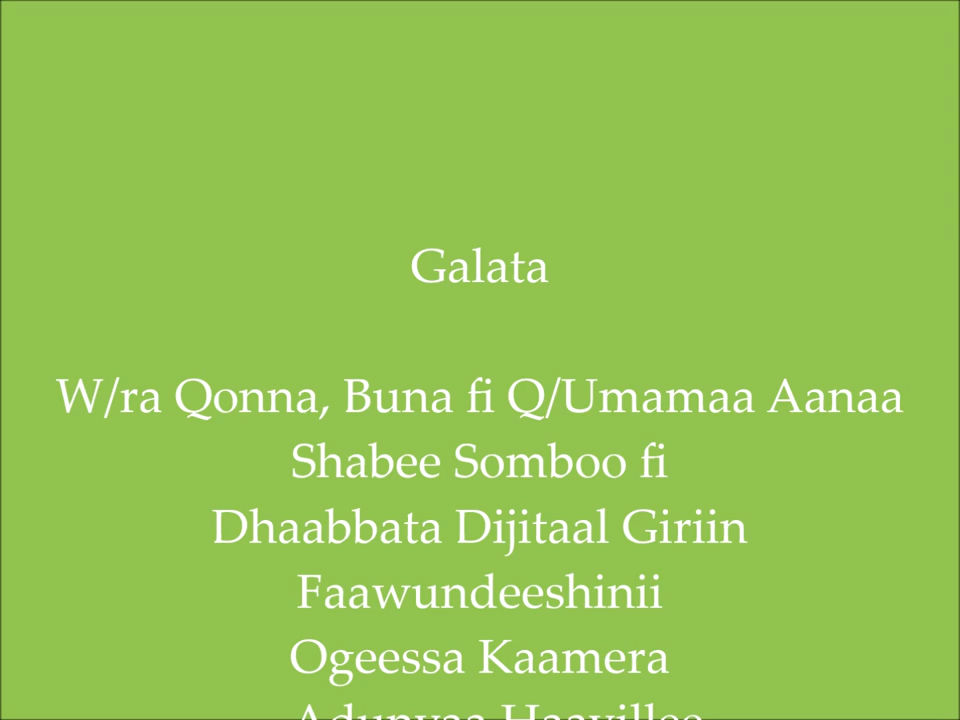 Galata
W/ra Qonna, Buna fi Q/Umamaa Aanaa
Shabee Somboo fi
Dhaabbata Dijitaal Giriin
Faawundeeshinii
Ogeessa Kaamera